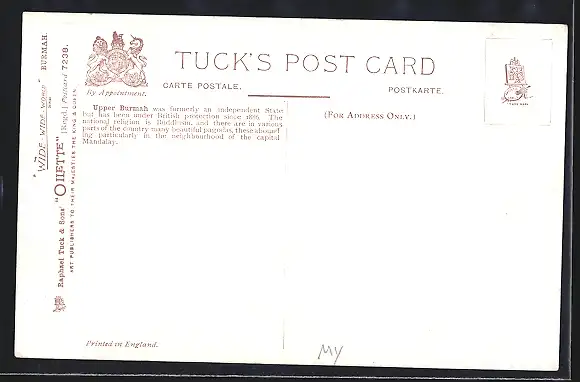 TUCK'S POST CARD
CARTE POSTALE.
POSTKARTE.
By Appointment.
(FOR ADDRESS ONLY.)
Upper Burmah was formerly an independent State
but has been under British protection since 1886. The
national religion is Buddhism, and there are in various
parts of the country many beautiful pagodas, these abound-
ing particularly in the neighbourhood of the capital
Mandalay.
"WIDE-WIDE-WORLD" BURMAH.
Raphael Tuck & Sons' "OILETTE" [Regd.] Postcard 7239.
ART PUBLISHERS TO THEIR MAJESTIES THE KING & QUEEN.
Printed in England.
MY